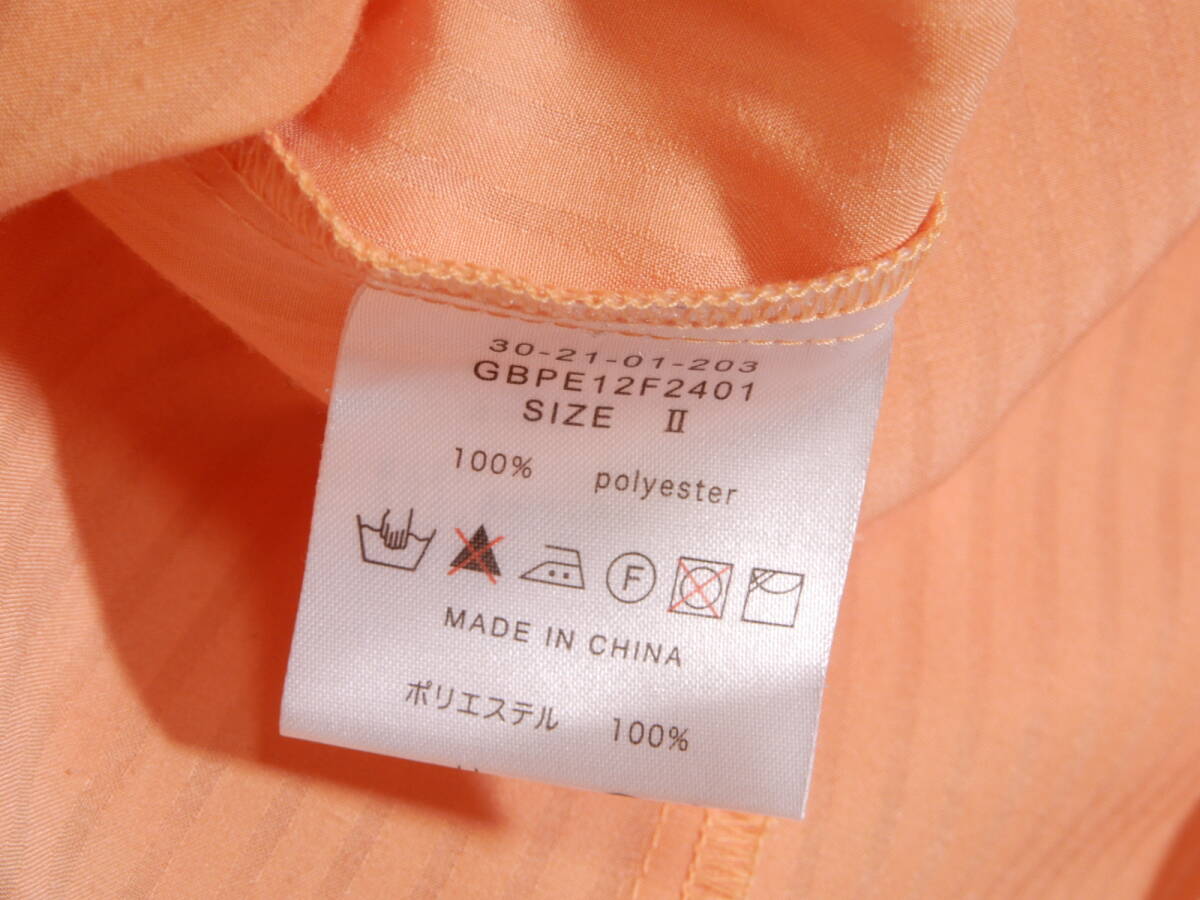 30-21-01-203
GBPE12F2401
SIZE Ⅱ
100% polyester
F
MADE IN CHINA
ポリエステル 100%